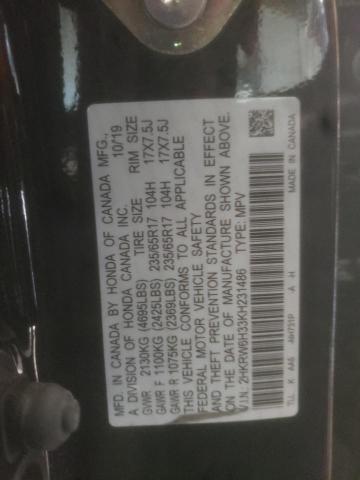 MFD. IN CANADA BY HONDA OF CANADA MFG.,
A DIVISION OF HONDA CANADA INC. 10/19
GVWR 2130KG (4695LBS) TIRE SIZE RIM SIZE
GAWR F 1100KG (2425LBS) 235/65R17 104H 17X7.5J
GAWR R 1075KG (2369LBS) 235/65R17 104H 17X7.5J
THIS VEHICLE CONFORMS TO ALL APPLICABLE
FEDERAL MOTOR VEHICLE SAFETY
AND THEFT PREVENTION STANDARDS IN EFFECT
ON THE DATE OF MANUFACTURE SHOWN ABOVE.
V.I.N.: 2HKRW6H33KH231486 TYPE: MPV
TLL K AA6 A H MADE IN CANADA